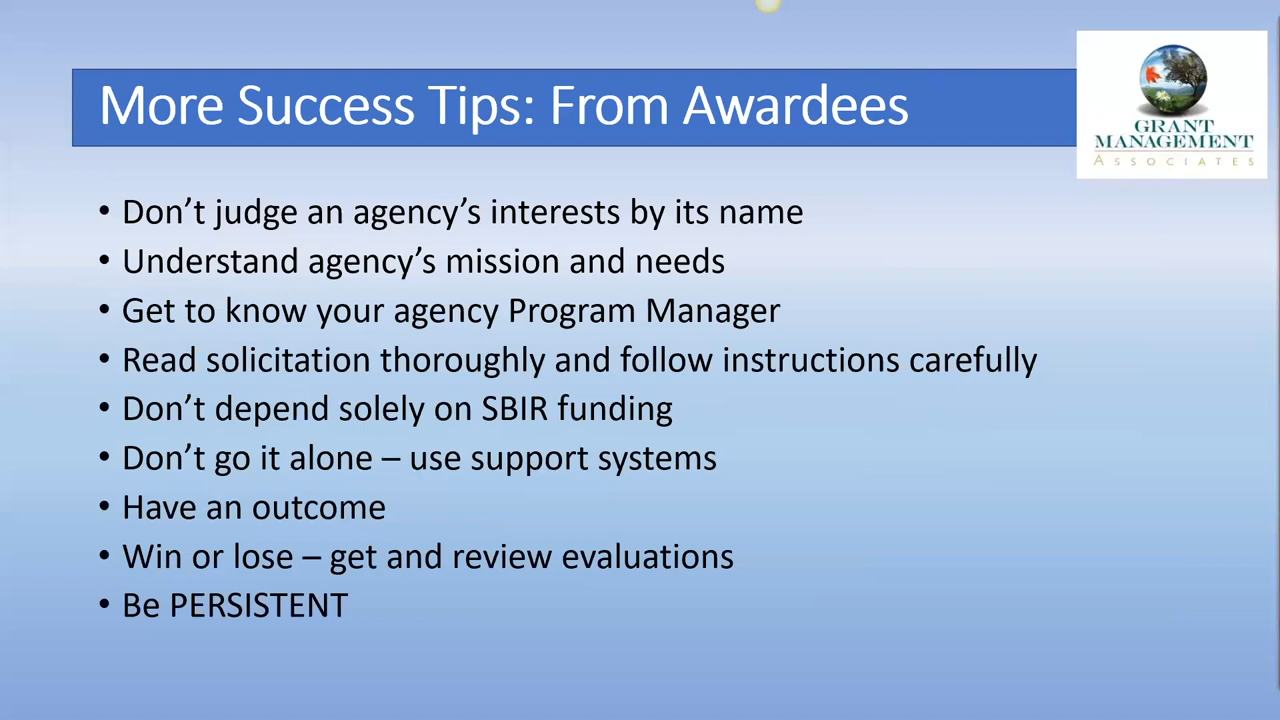 More Success Tips: From Awardees
GRANT
MANAGEMENT
ASSOCIATES
• Don’t judge an agency’s interests by its name
• Understand agency’s mission and needs
• Get to know your agency Program Manager
• Read solicitation thoroughly and follow instructions carefully
• Don’t depend solely on SBIR funding
• Don’t go it alone – use support systems
• Have an outcome
• Win or lose – get and review evaluations
• Be PERSISTENT